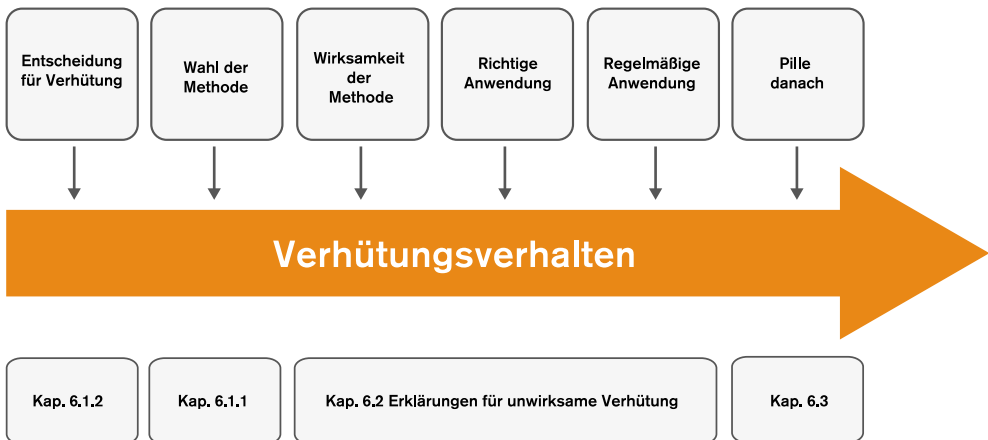 Entscheidung
für Verhütung
Wahl der
Methode
Wirksamkeit
der
Methode
Richtige
Anwendung
Regelmäßige
Anwendung
Pille
danach
Verhütungsverhalten
Kap. 6.1.2
Kap. 6.1.1
Kap. 6.2 Erklärungen für unwirksame Verhütung
Kap. 6.3